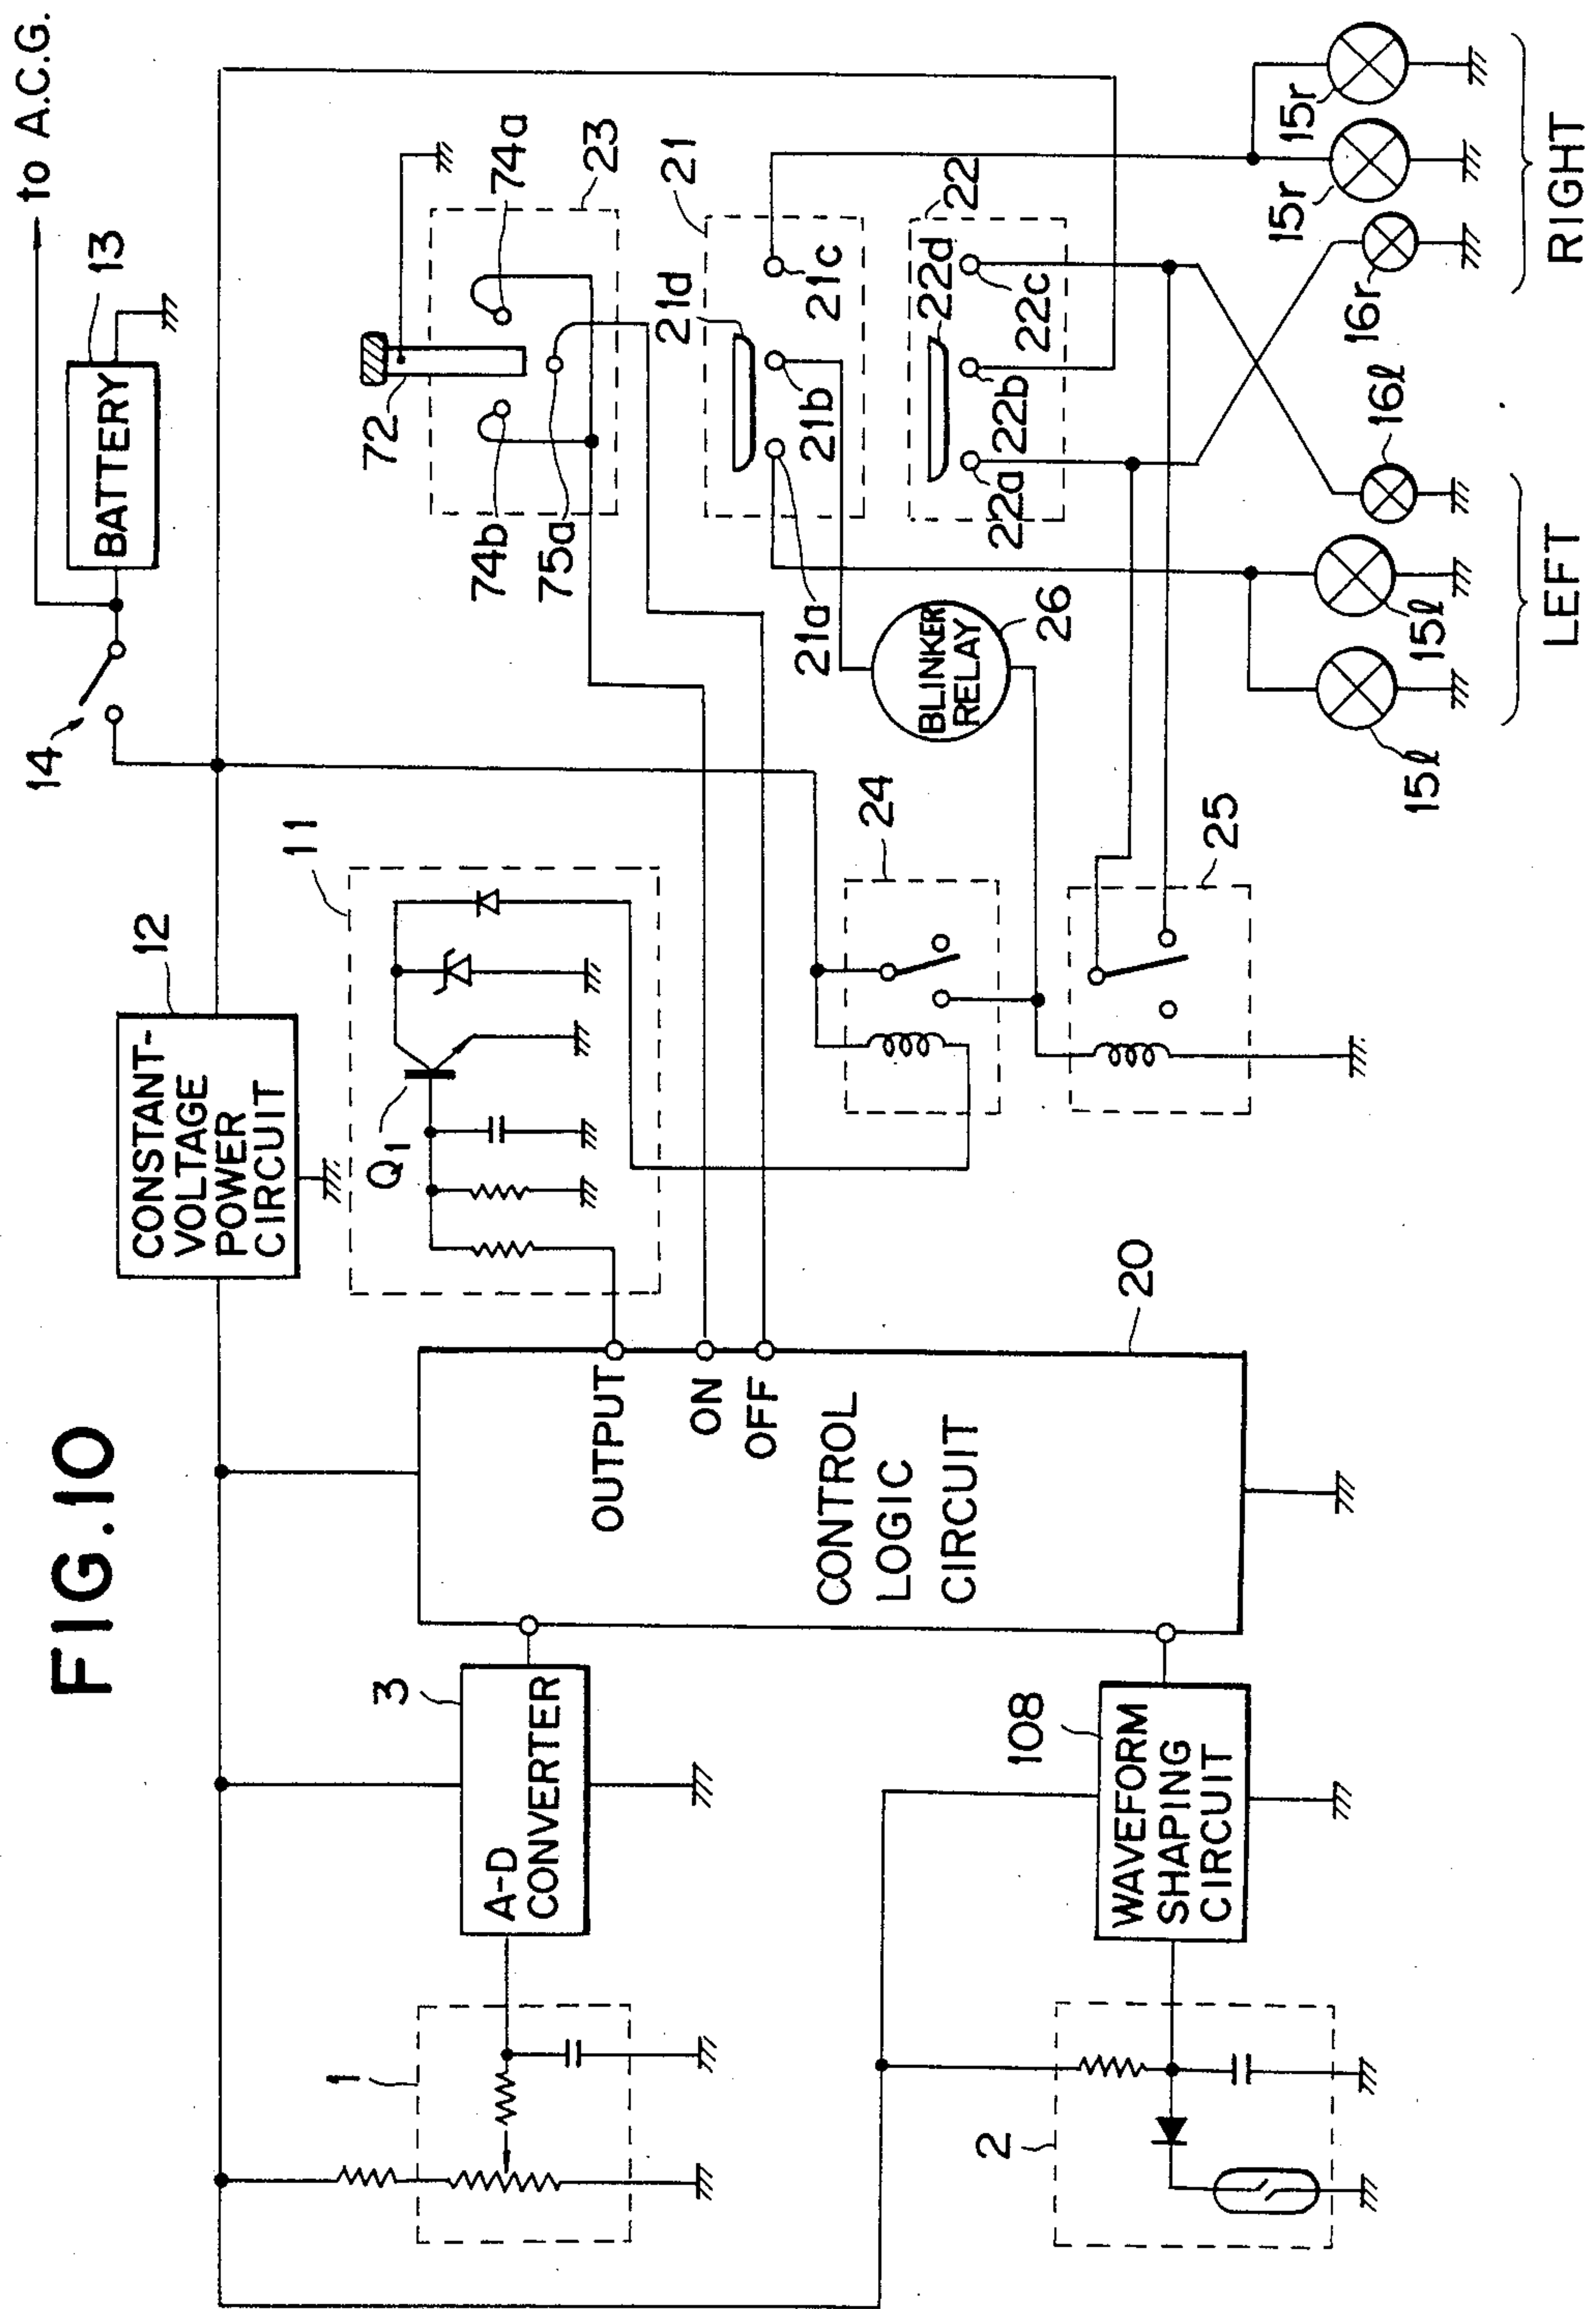 FIG.10
to A.C.G.
13
BATTERY
14
12
CONSTANT-
VOLTAGE
POWER
CIRCUIT
11
Q1
72
74a
74b
75a
23
21
21d
21a
21b
21c
22
22d
22a
22b
22c
BLINKER
RELAY
26
24
25
3
A-D
CONVERTER
1
OUTPUT
ON
OFF
CONTROL
LOGIC
CIRCUIT
20
108
WAVEFORM
SHAPING
CIRCUIT
2
15ℓ
15ℓ
16ℓ
16r
15r
15r
LEFT
RIGHT